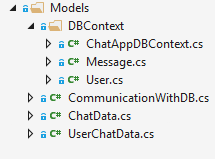 Models
DBContext
C# ChatAppDBContext.cs
C# Message.cs
C# User.cs
C# CommunicationWithDB.cs
C# ChatData.cs
C# UserChatData.cs